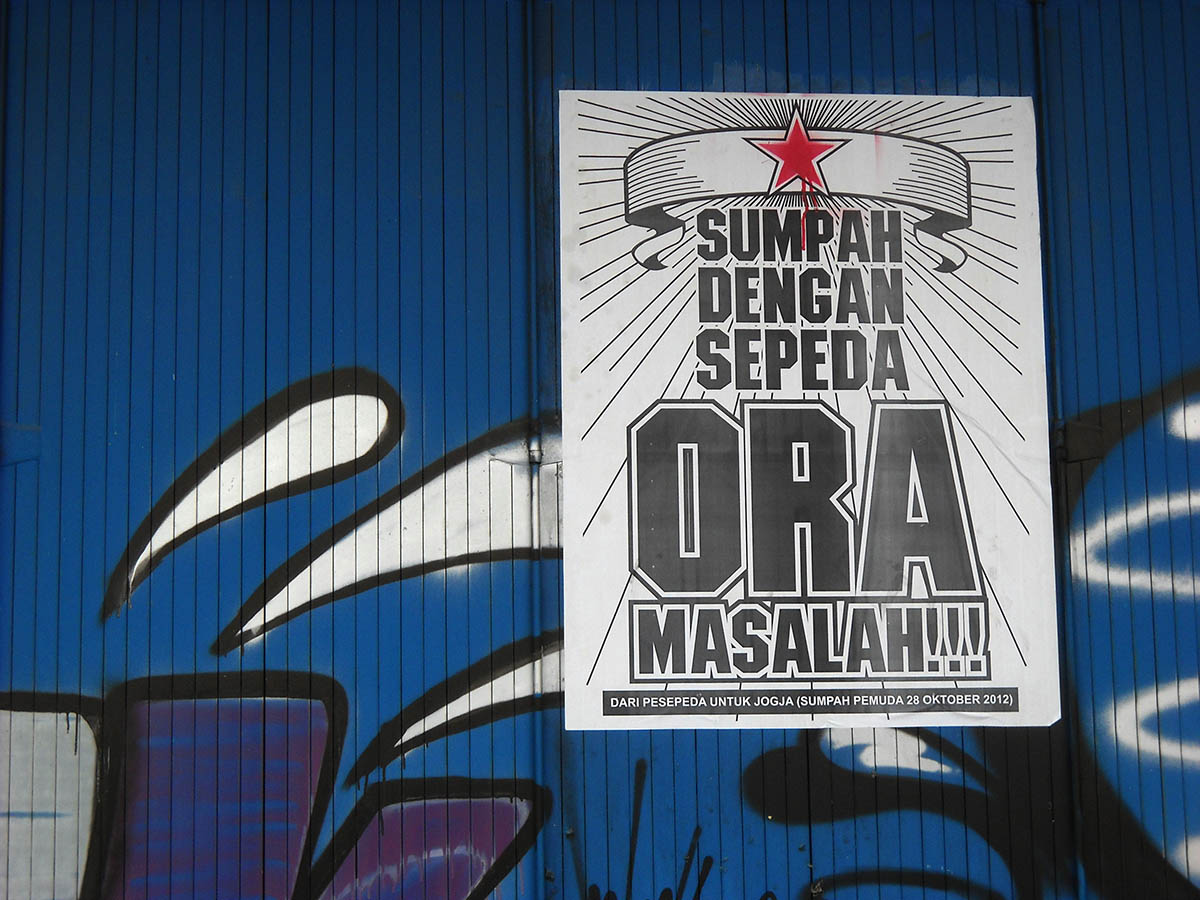 SUMPAH
DENGAN
SEPEDA
ORA
MASALAH!!!
DARI PESEPEDA UNTUK JOGJA (SUMPAH PEMUDA 28 OKTOBER 2012)